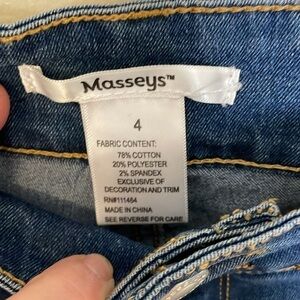 Masseys™
4
FABRIC CONTENT:
78% COTTON
20% POLYESTER
2% SPANDEX
EXCLUSIVE OF
DECORATION AND TRIM
RN#111464
MADE IN CHINA
SEE REVERSE FOR CARE